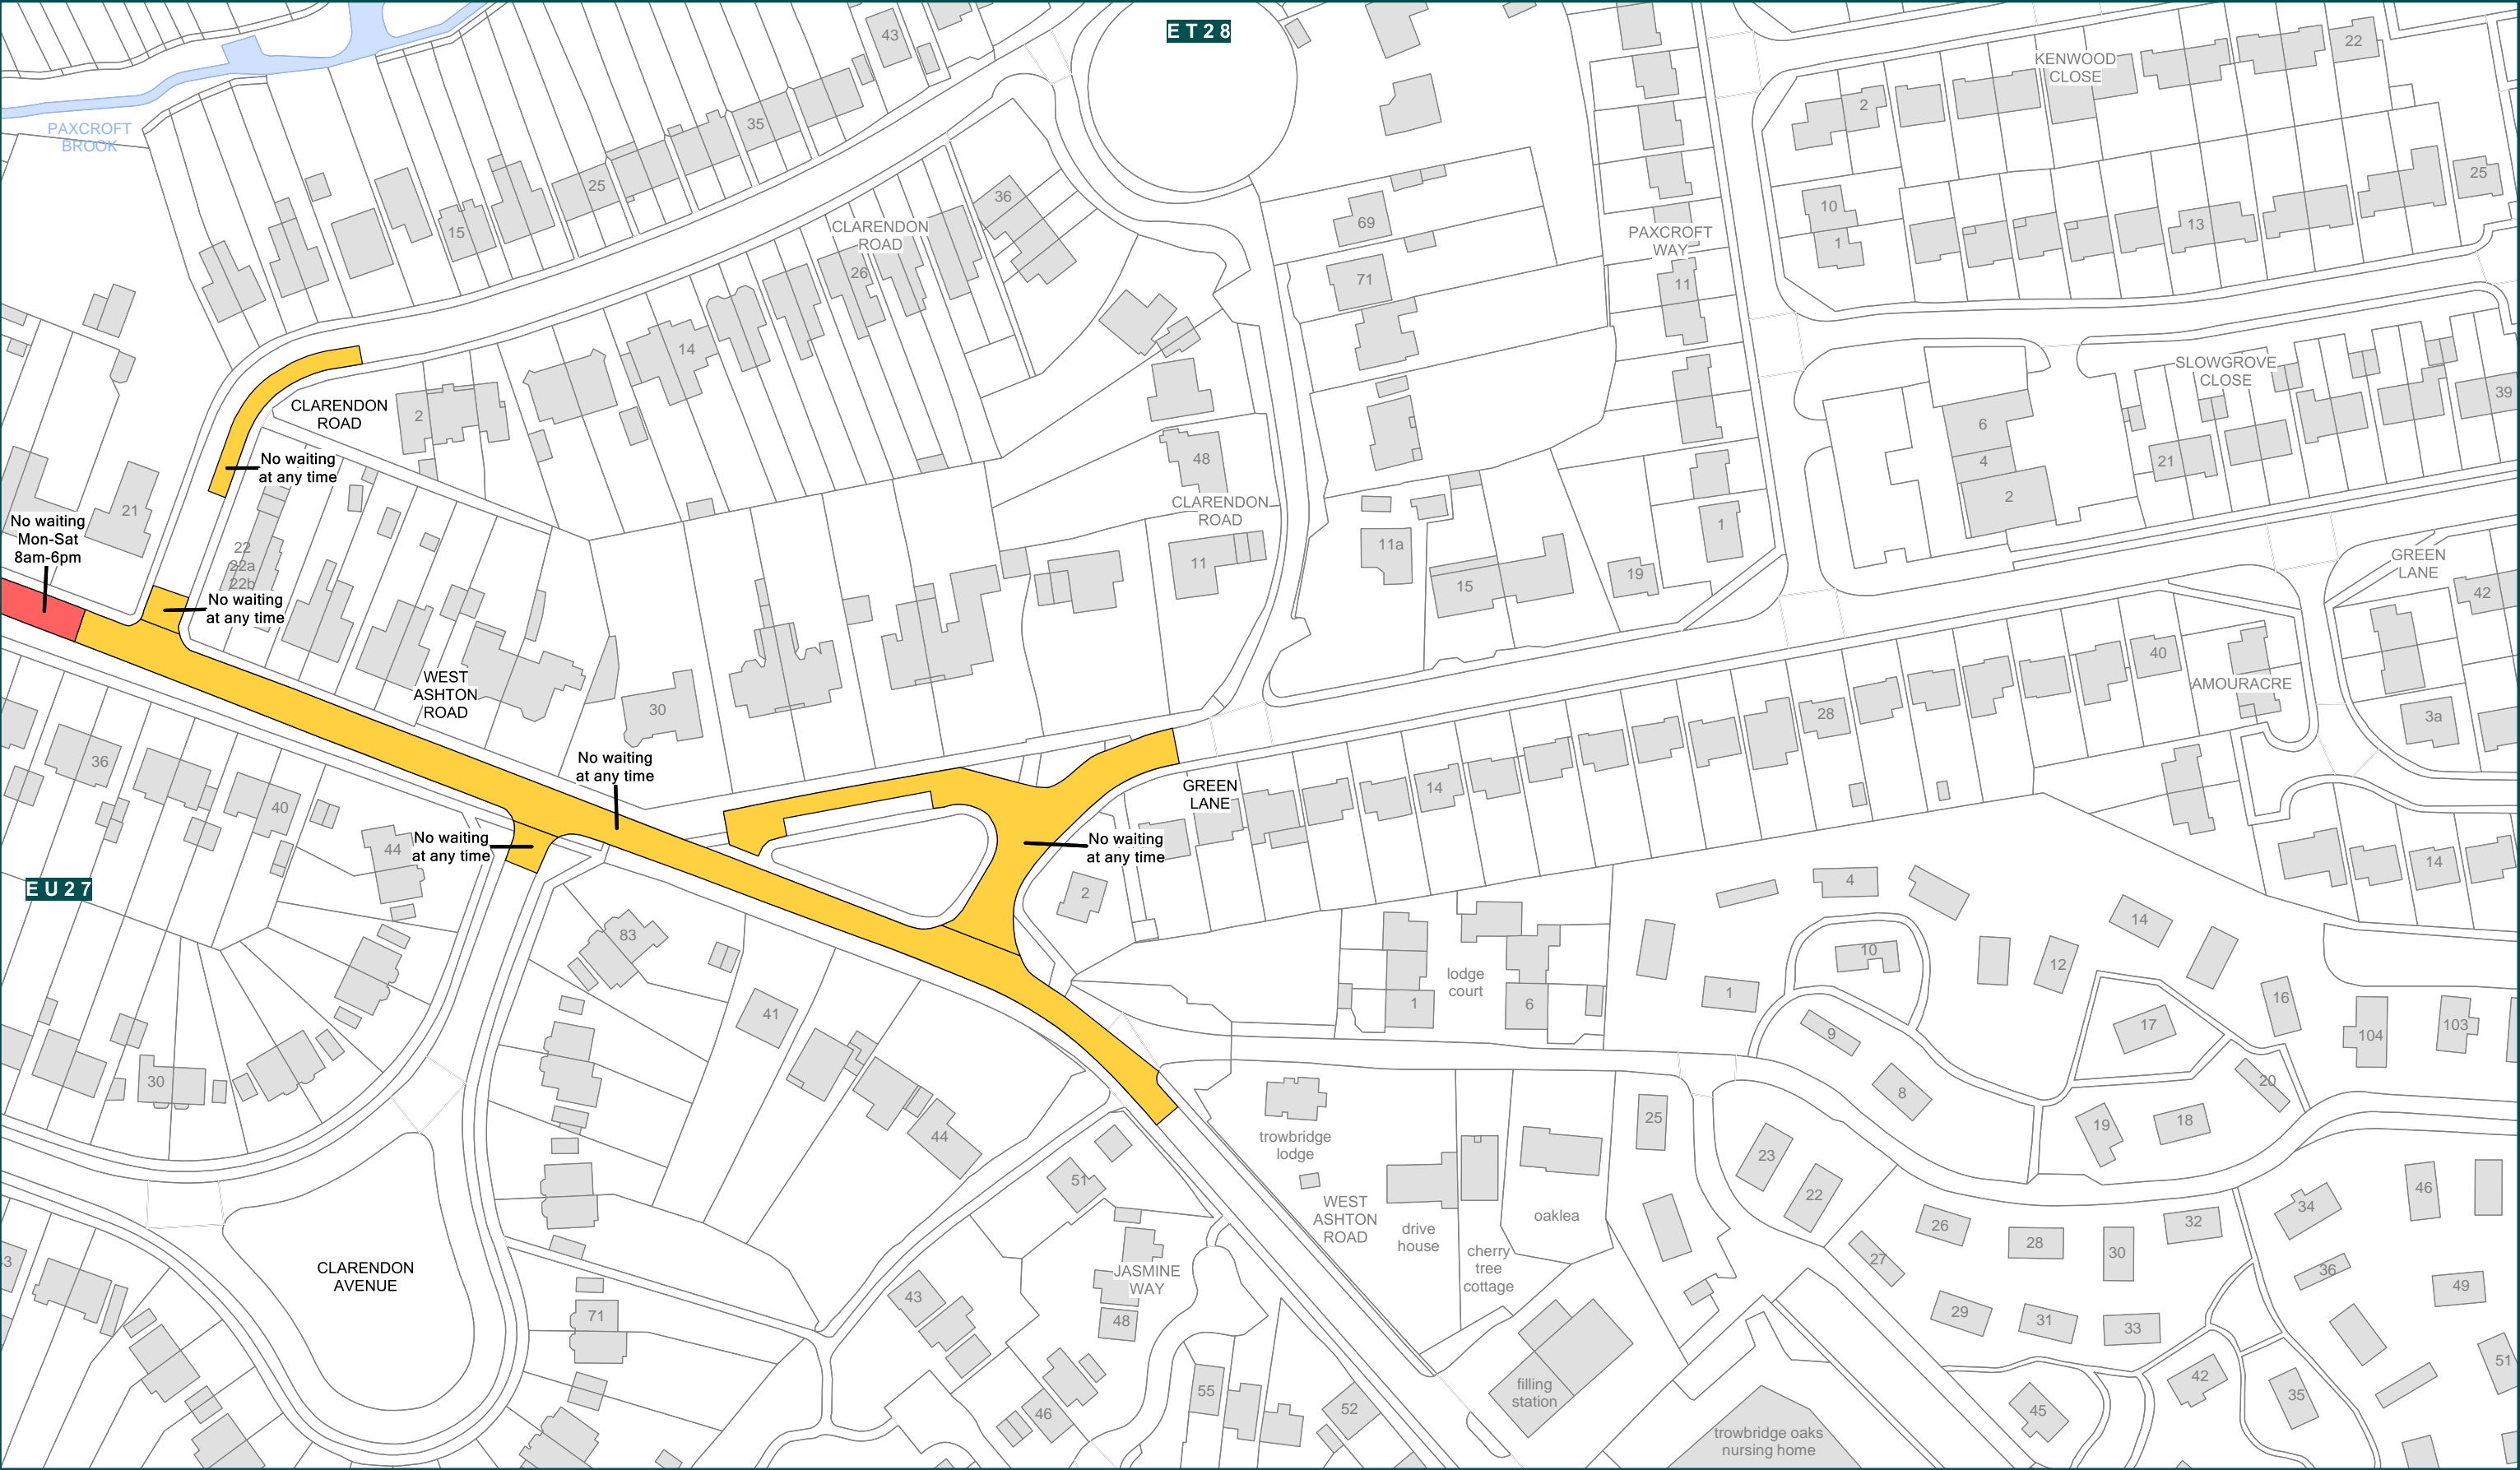 ET28
43
KENWOOD
CLOSE
22
2
PAXCROFT
BROOK
35
25
25
36
10
69
13
15
CLARENDON
ROAD
PAXCROFT
WAY
1
26
71
11
14
SLOWGROVE
CLOSE
39
CLARENDON
ROAD
2
6
No waiting
at any time
48
4
21
21
2
CLARENDON
ROAD
No waiting
Mon-Sat
8am-6pm
1
22
22a
22b
11
11a
15
19
GREEN
LANE
42
No waiting
at any time
40
WEST
ASHTON
ROAD
30
AMOURACRE
28
3a
36
No waiting
at any time
40
GREEN
LANE
14
No waiting
at any time
44
No waiting
at any time
14
EU27
2
4
83
14
10
12
lodge
court
1
6
1
16
41
9
17
104
103
30
8
20
44
trowbridge
lodge
25
19
18
51
23
22
46
WEST
ASHTON
ROAD
drive
house
oaklea
26
32
34
28
30
3
CLARENDON
AVENUE
JASMINE
WAY
cherry
tree
cottage
27
36
49
43
71
48
29
31
33
51
55
filling
station
42
35
46
52
45
trowbridge oaks
nursing home